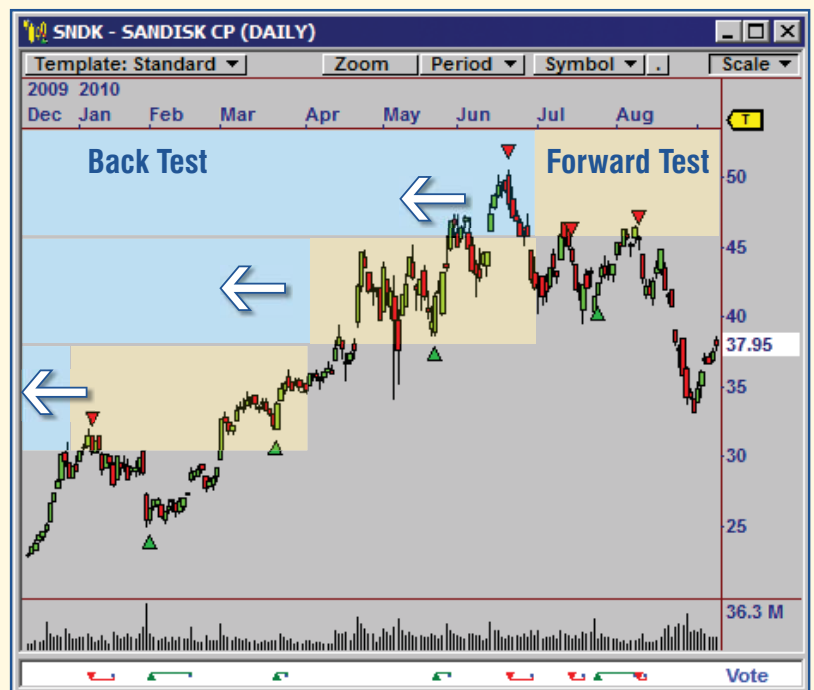 SNDK - SANDISK CP (DAILY)
Template: Standard Zoom Period Symbol . Scale
2009 2010
Dec Jan Feb Mar Apr May Jun Jul Aug
T
Back Test Forward Test
50
45
40
37.95
35
30
25
36.3 M
Vote